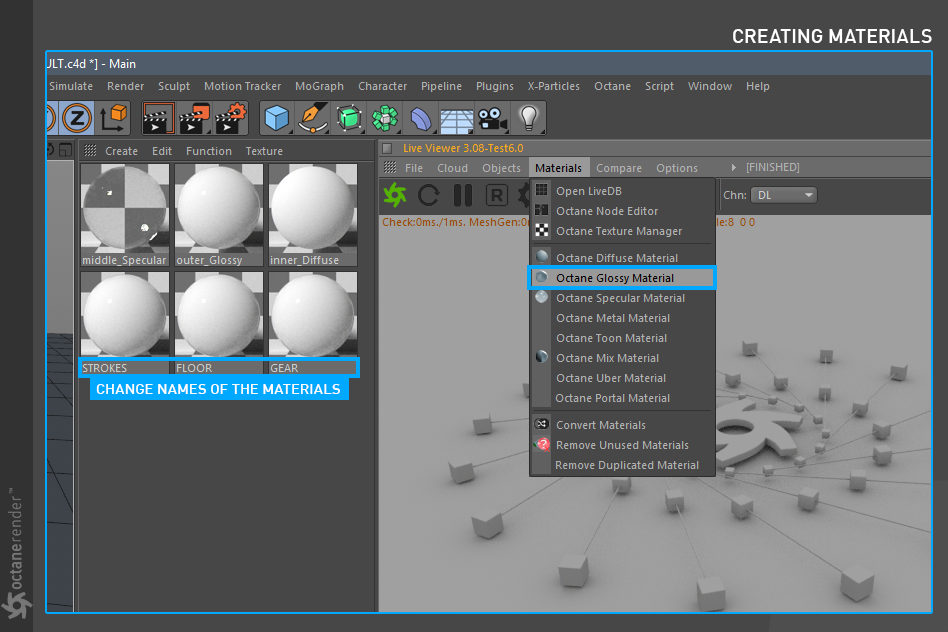 CREATING MATERIALS
JLT.c4d *] - Main
Simulate Render Sculpt Motion Tracker MoGraph Character Pipeline Plugins X-Particles Octane Script Window Help
Z
Create Edit Function Texture
Live Viewer 3.08-Test6.0
File Cloud Objects Materials Compare Options [FINISHED]
R
Chn: DL
Check:0ms./1ms. MeshGen:0m
le:8 0 0
middle_Specular outer_Glossy inner_Diffuse
STROKES FLOOR GEAR
CHANGE NAMES OF THE MATERIALS
Open LiveDB
Octane Node Editor
Octane Texture Manager
Octane Diffuse Material
Octane Glossy Material
Octane Specular Material
Octane Metal Material
Octane Toon Material
Octane Mix Material
Octane Uber Material
Octane Portal Material
Convert Materials
Remove Unused Materials
Remove Duplicated Material
octanerender™